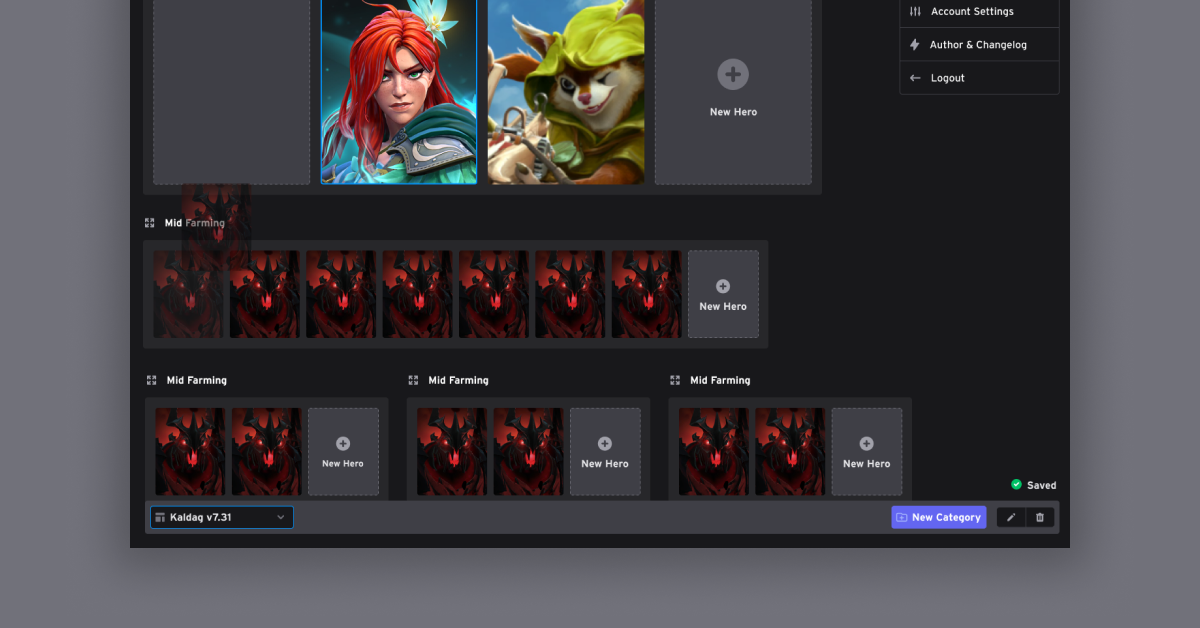 Account Settings
Author & Changelog
Logout
New Hero
Mid Farming
New Hero
Mid Farming
Mid Farming
Mid Farming
New Hero
New Hero
New Hero
Saved
Kaldag v7.31
New Category